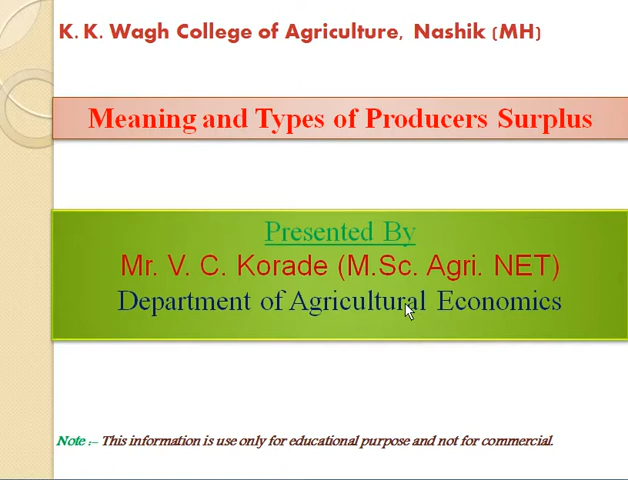 K. K. Wagh College of Agriculture, Nashik (MH)
Meaning and Types of Producers Surplus
Presented By
Mr. V. C. Korade (M.Sc. Agri. NET)
Department of Agricultural Economics
Note :– This information is use only for educational purpose and not for commercial.